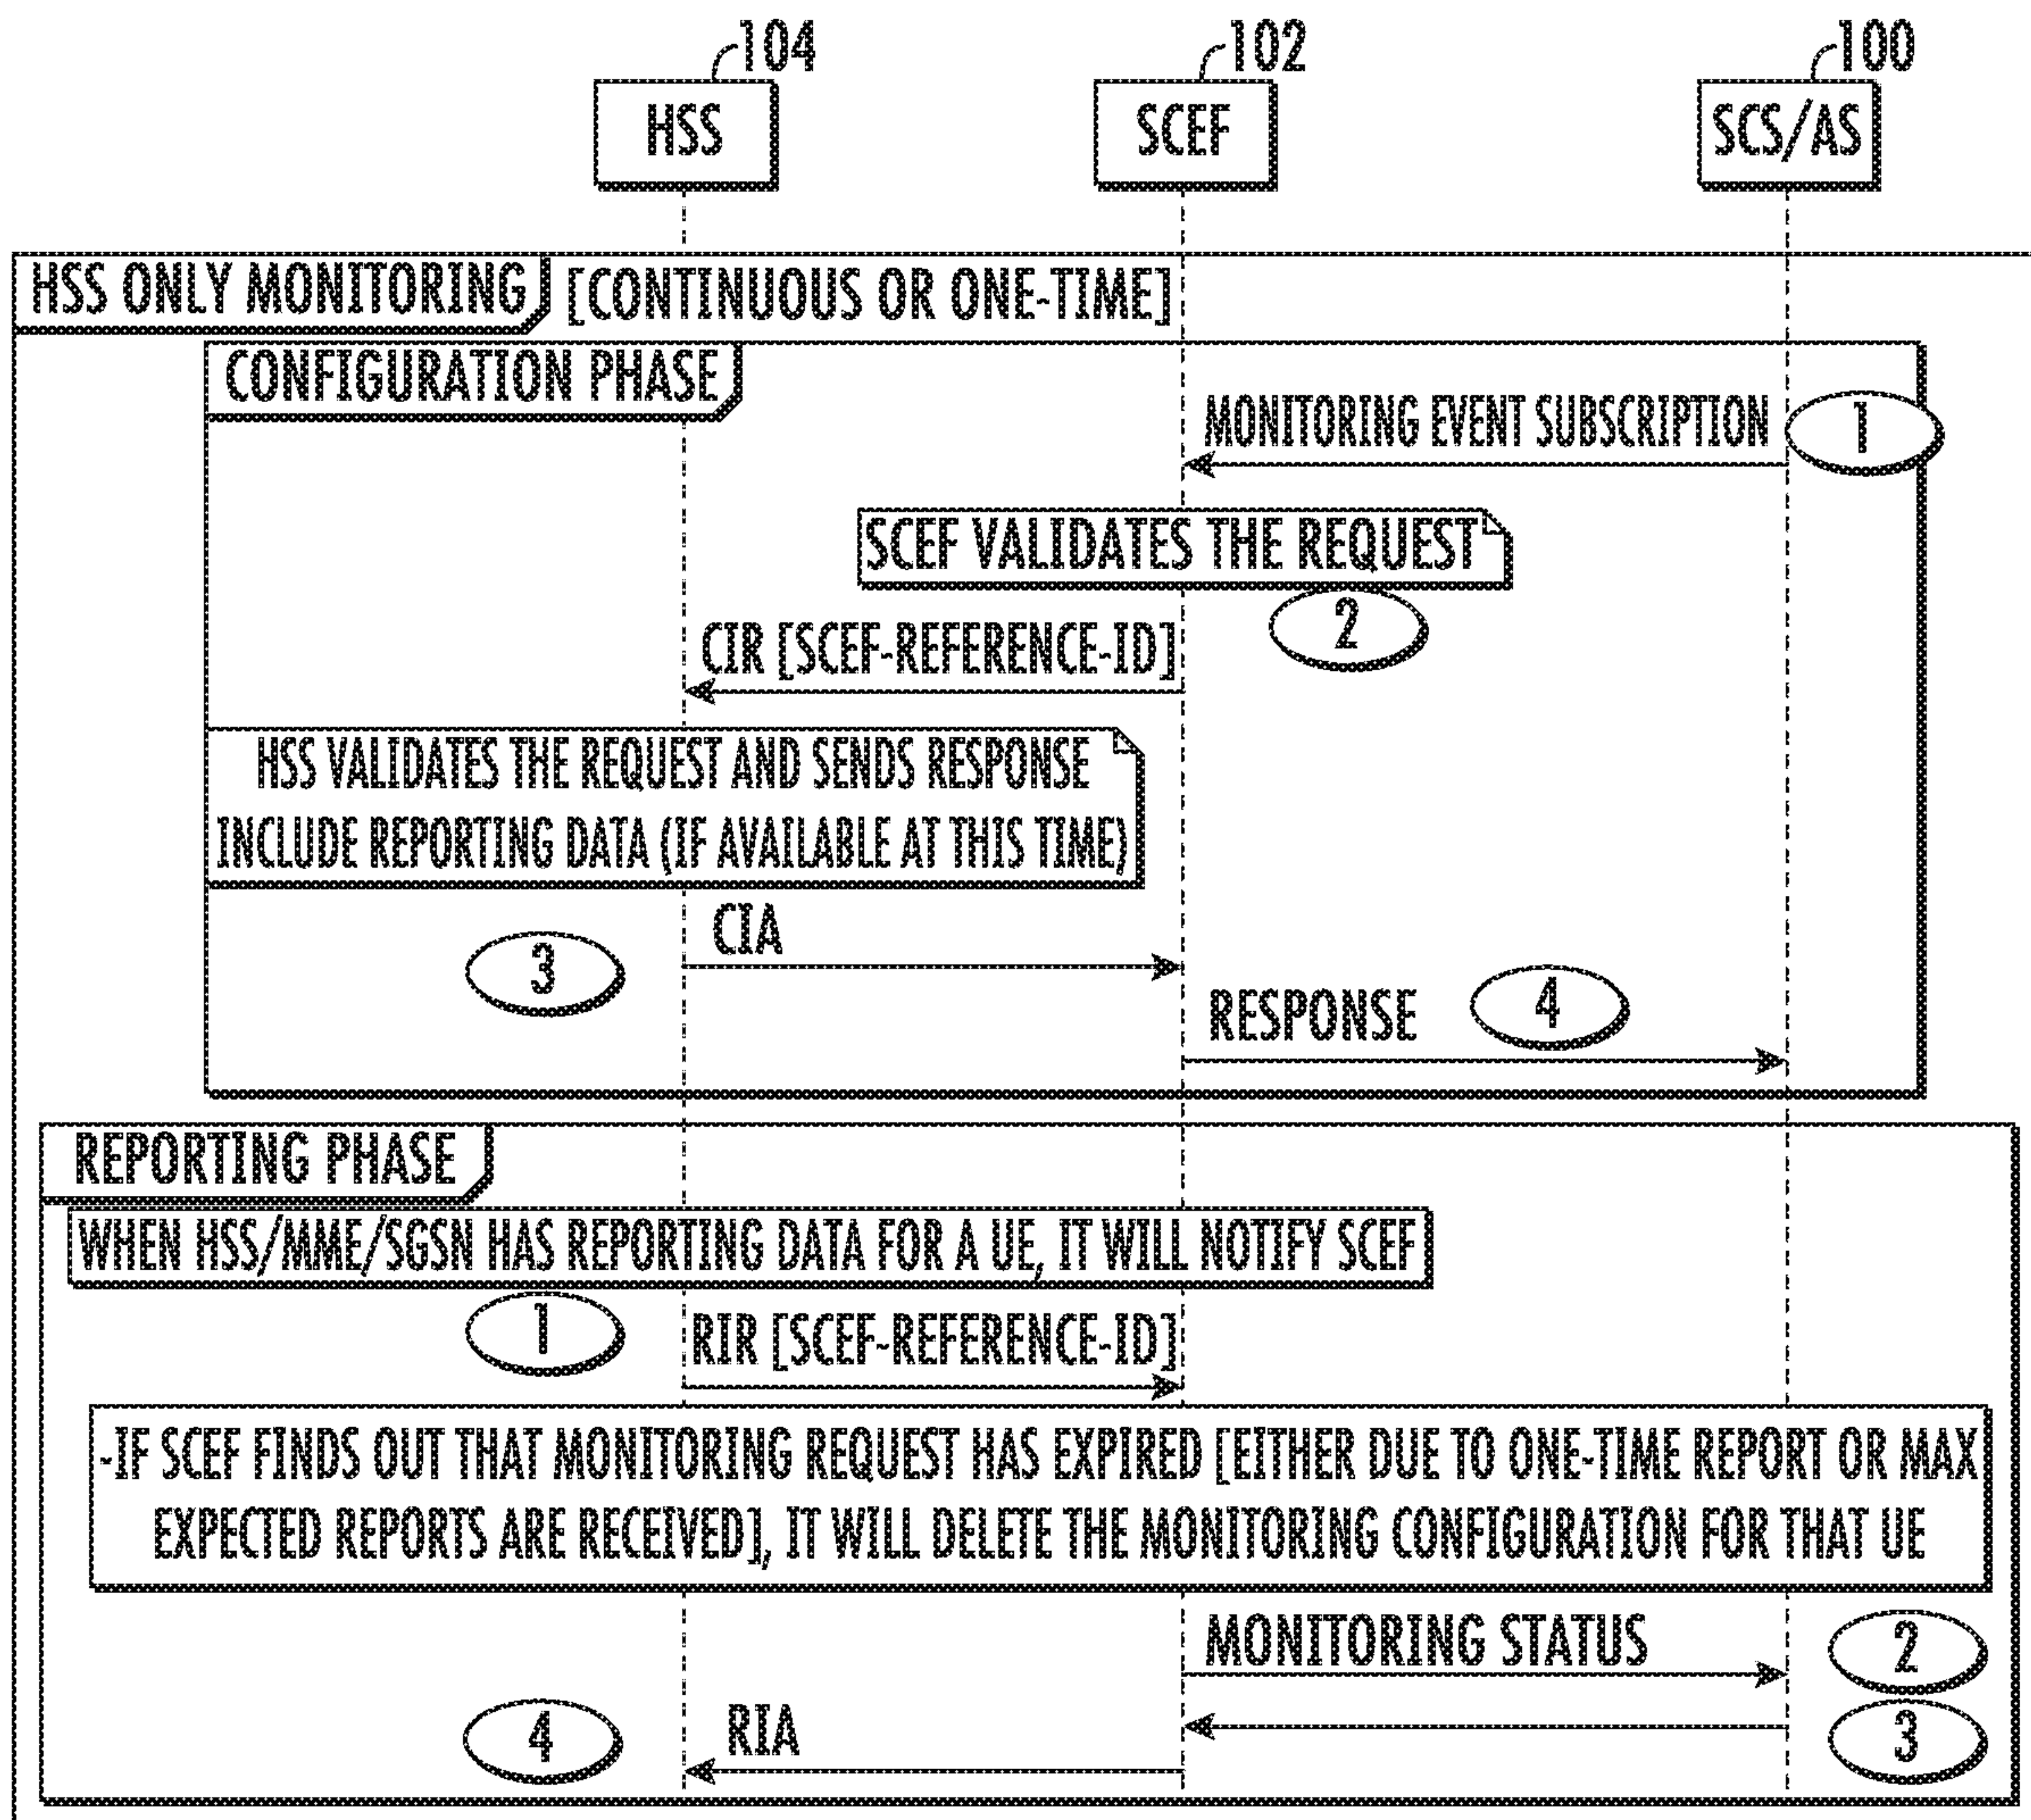 104
102
100
HSS
SCEF
SCS/AS
HSS ONLY MONITORING
[CONTINUOUS OR ONE-TIME]
CONFIGURATION PHASE
MONITORING EVENT SUBSCRIPTION
1
SCEF VALIDATES THE REQUEST
2
CIR [SCEF-REFERENCE-ID]
HSS VALIDATES THE REQUEST AND SENDS RESPONSE
INCLUDE REPORTING DATA (IF AVAILABLE AT THIS TIME)
CIA
3
RESPONSE
4
REPORTING PHASE
WHEN HSS/MME/SGSN HAS REPORTING DATA FOR A UE, IT WILL NOTIFY SCEF
1
RIR [SCEF-REFERENCE-ID]
-IF SCEF FINDS OUT THAT MONITORING REQUEST HAS EXPIRED [EITHER DUE TO ONE-TIME REPORT OR MAX
EXPECTED REPORTS ARE RECEIVED], IT WILL DELETE THE MONITORING CONFIGURATION FOR THAT UE
MONITORING STATUS
2
3
4
RIA